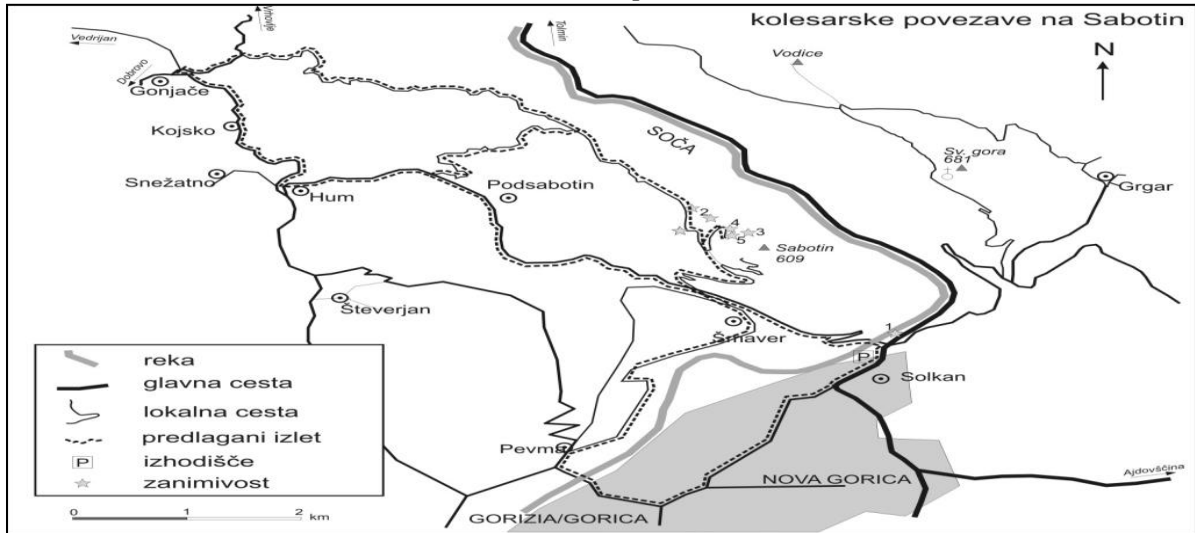 kolesarske povezave na Sabotin
Vrhovlje
Tolmin
Vedrijan
Dobrovo
Vodice
N
Gonjače
SOČA
Kojsko
Sv. gora
681
Grgar
Snežatno
Podsabotin
Hum
2
4
3
5
Sabotin
609
Števerjan
1
Šmaver
P
Solkan
reka
glavna cesta
lokalna cesta
predlagani izlet
P izhodišče
zanimivost
Pevma
Ajdovščina
NOVA GORICA
0 1 2
km
GORIZIA/GORICA